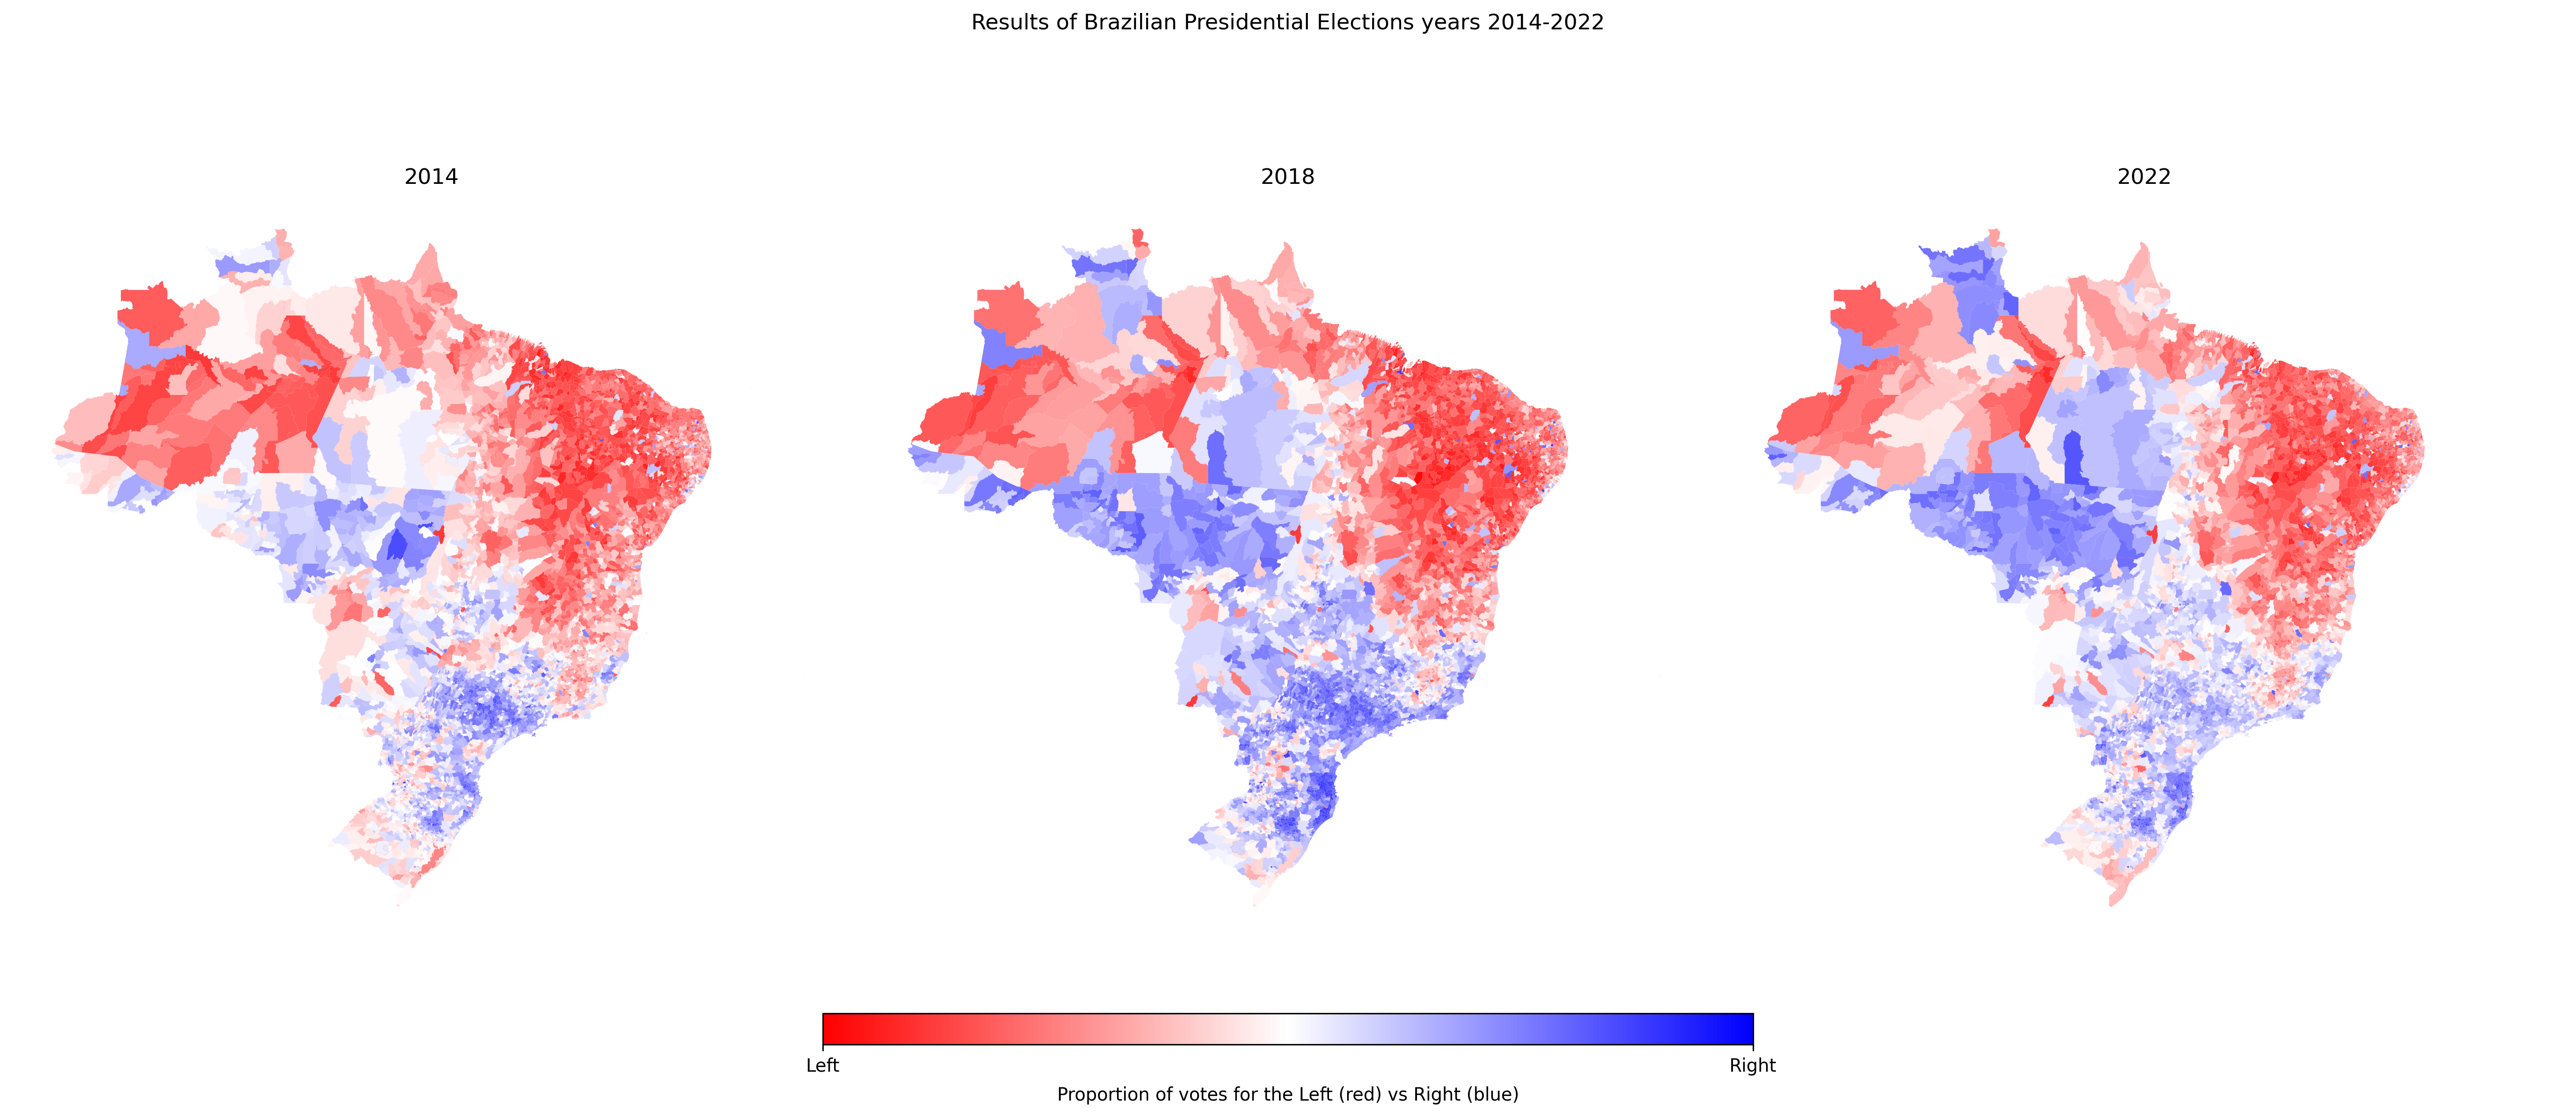 Results of Brazilian Presidential Elections years 2014-2022
2014
2018
2022
Left
Right
Proportion of votes for the Left (red) vs Right (blue)